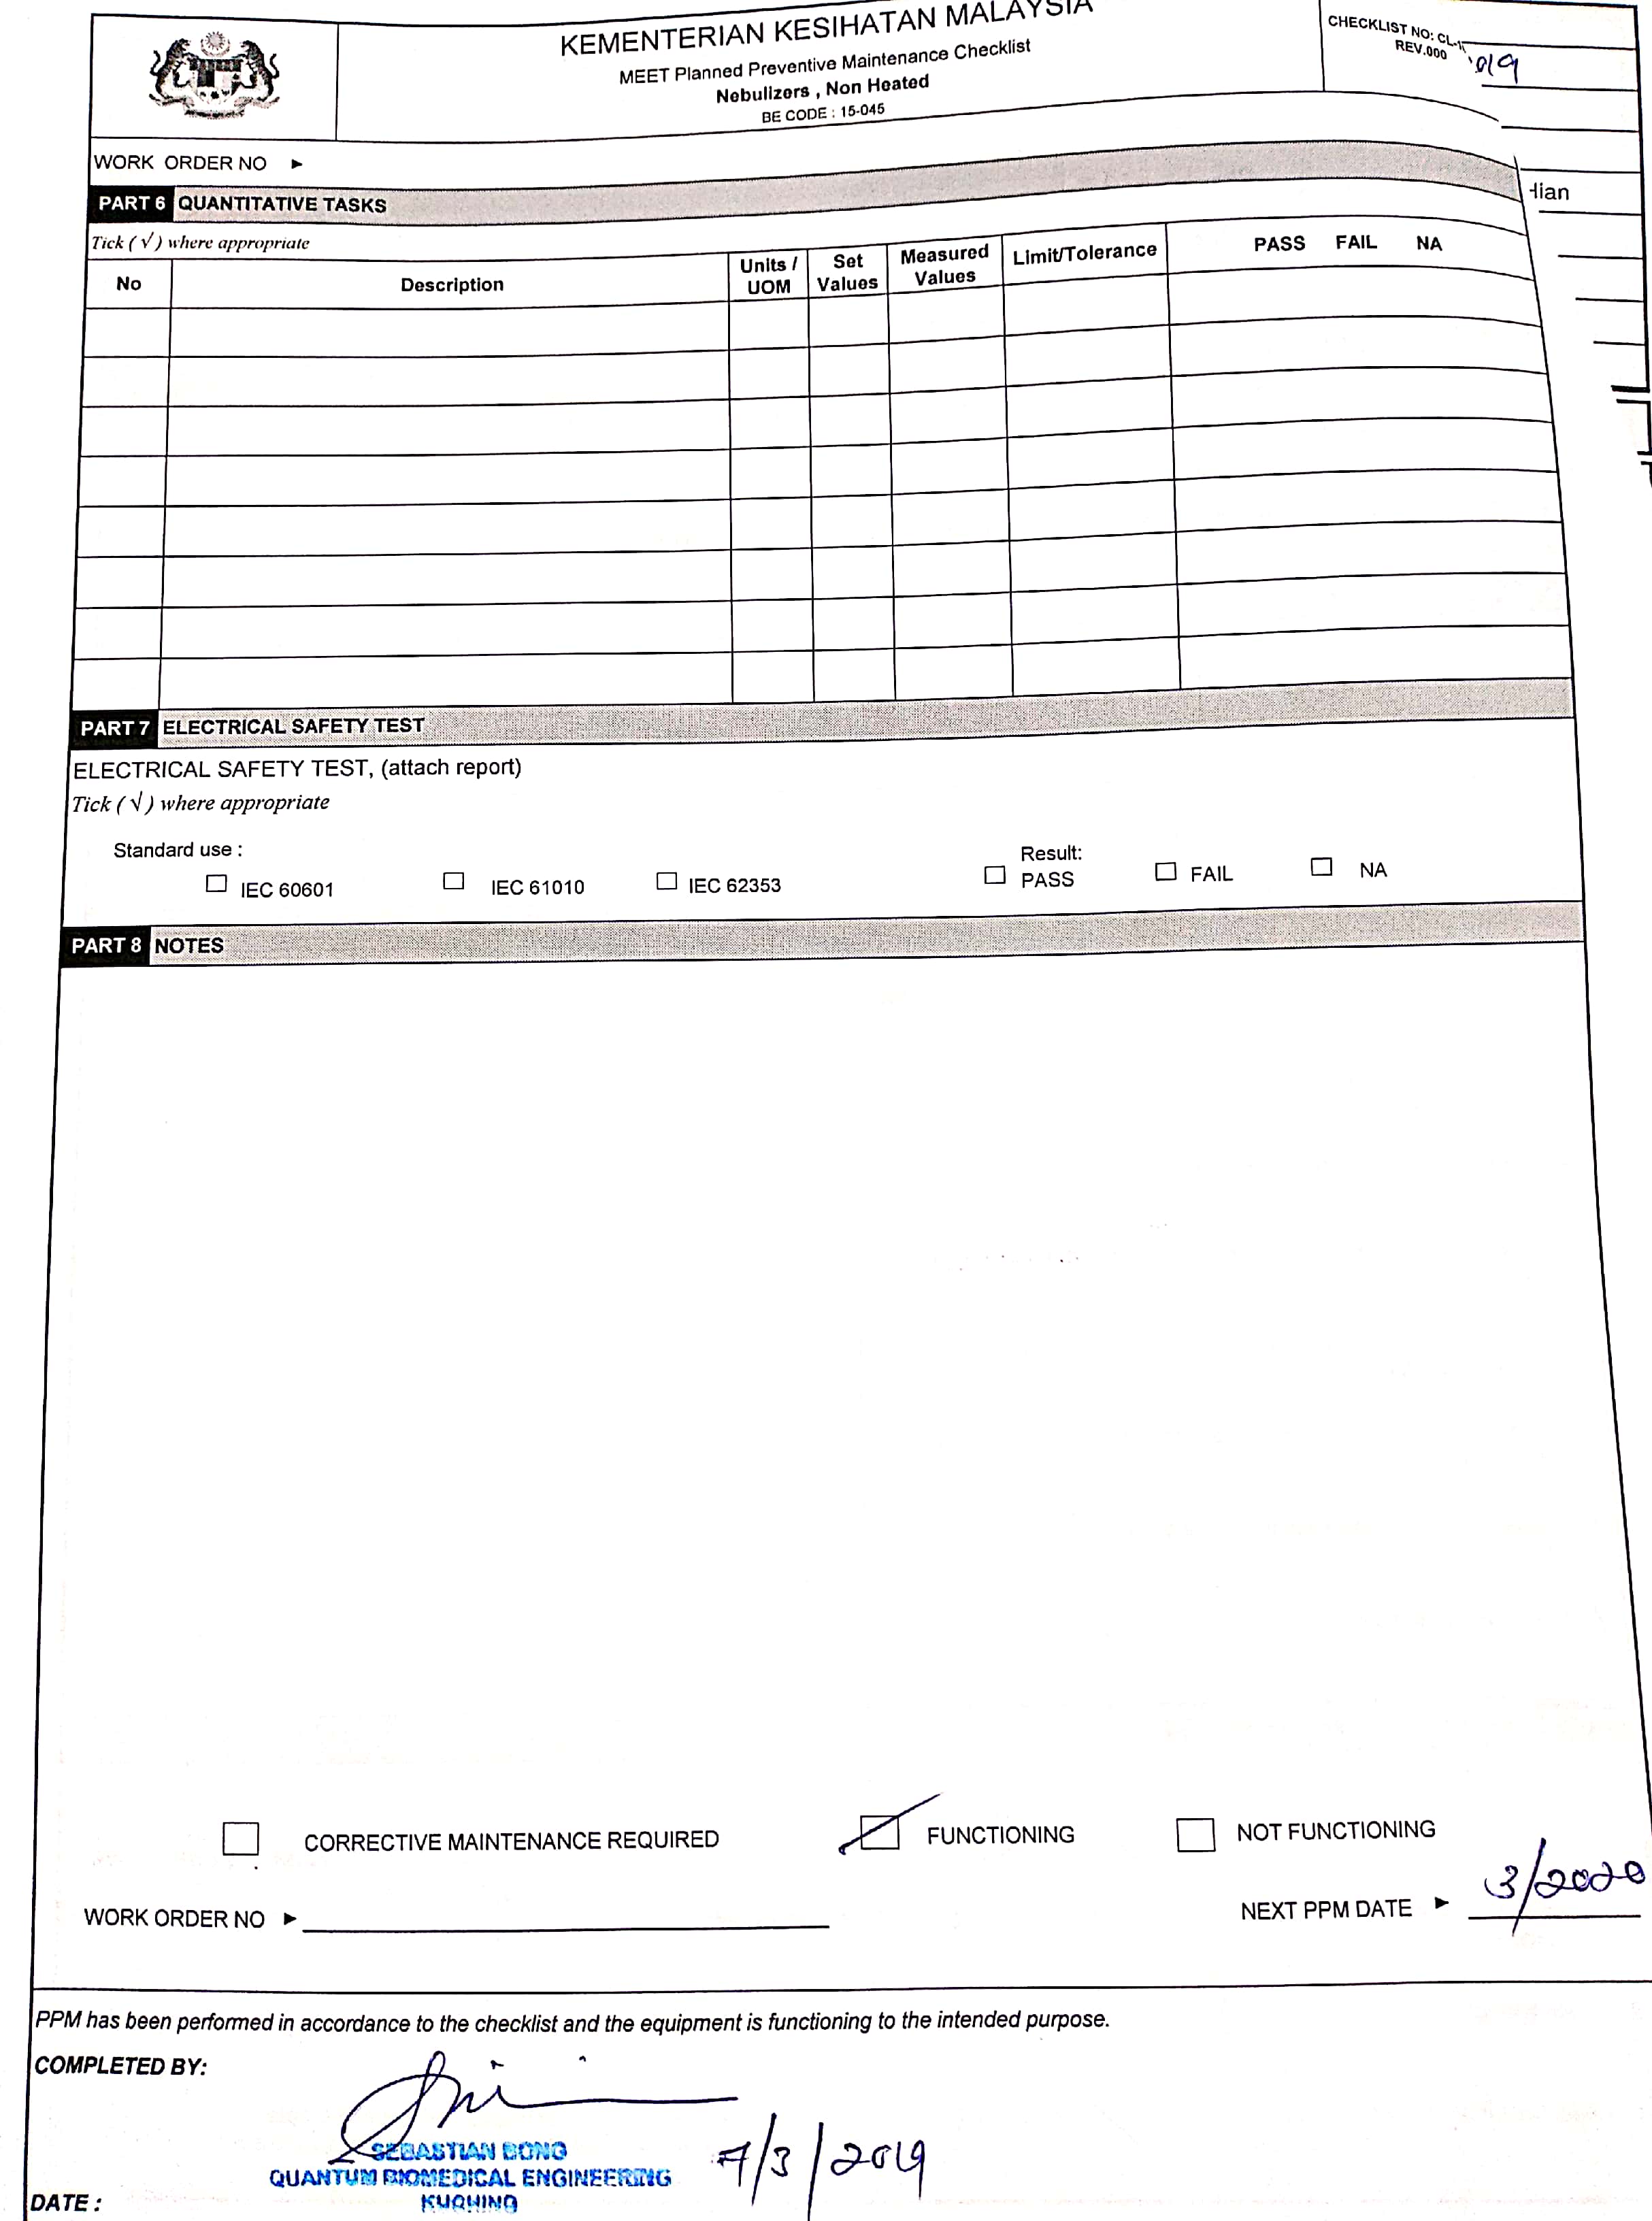 KEMENTERIAN KESIHATAN MALAYSIA
MEET Planned Preventive Maintenance Checklist
Nebulizers , Non Heated
BE CODE : 15-045
CHECKLIST NO: CL-1
REV.000
019
WORK ORDER NO ►
PART 6 QUANTITATIVE TASKS
Tick ( √ ) where appropriate
No Description Units / UOM Set Values Measured Values Limit/Tolerance PASS FAIL NA
PART 7 ELECTRICAL SAFETY TEST
ELECTRICAL SAFETY TEST, (attach report)
Tick ( √ ) where appropriate
Standard use : Result:
IEC 60601 IEC 61010 IEC 62353 PASS FAIL NA
PART 8 NOTES
CORRECTIVE MAINTENANCE REQUIRED FUNCTIONING NOT FUNCTIONING
WORK ORDER NO ► NEXT PPM DATE ► 3/2020
PPM has been performed in accordance to the checklist and the equipment is functioning to the intended purpose.
COMPLETED BY:
SEBASTIAN BONG
QUANTUM BIOMEDICAL ENGINEERING
KUCHING
DATE : 7/3/2019